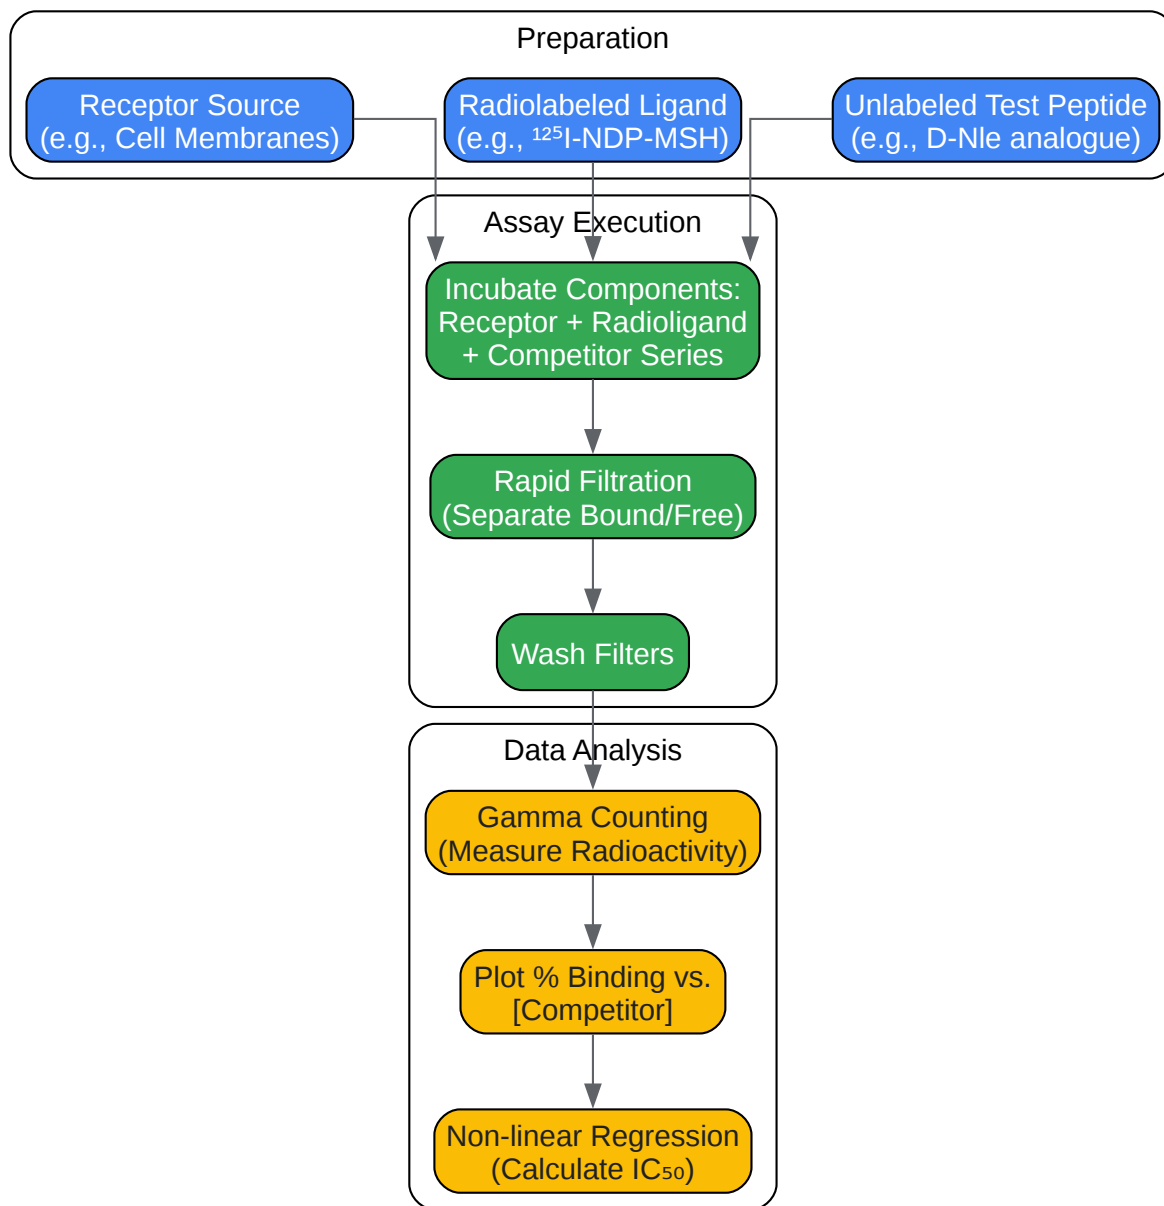 Preparation
Receptor Source
(e.g., Cell Membranes)
Radiolabeled Ligand
(e.g., ¹²⁵I-NDP-MSH)
Unlabeled Test Peptide
(e.g., D-Nle analogue)
Assay Execution
Incubate Components:
Receptor + Radioligand
+ Competitor Series
Rapid Filtration
(Separate Bound/Free)
Wash Filters
Data Analysis
Gamma Counting
(Measure Radioactivity)
Plot % Binding vs.
[Competitor]
Non-linear Regression
(Calculate IC₅₀)